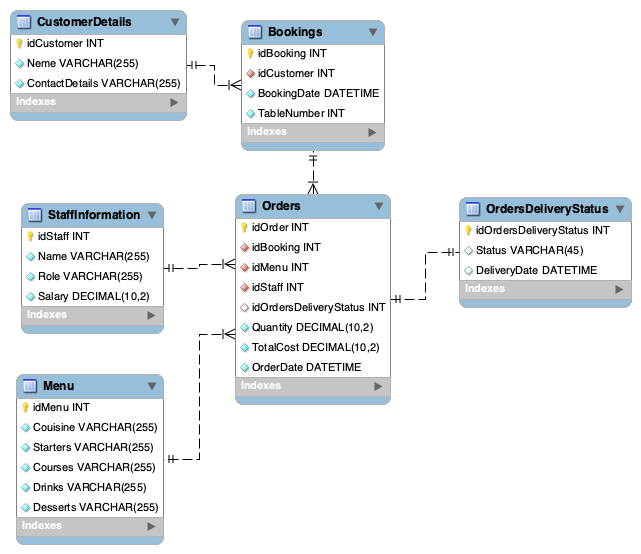 CustomerDetails
idCustomer INT
Neme VARCHAR(255)
ContactDetails VARCHAR(255)
Indexes
Bookings
idBooking INT
idCustomer INT
BookingDate DATETIME
TableNumber INT
Indexes
StaffInformation
idStaff INT
Name VARCHAR(255)
Role VARCHAR(255)
Salary DECIMAL(10,2)
Indexes
Orders
idOrder INT
idBooking INT
idMenu INT
idStaff INT
idOrdersDeliveryStatus INT
Quantity DECIMAL(10,2)
TotalCost DECIMAL(10,2)
OrderDate DATETIME
Indexes
OrdersDeliveryStatus
idOrdersDeliveryStatus INT
Status VARCHAR(45)
DeliveryDate DATETIME
Indexes
Menu
idMenu INT
Couisine VARCHAR(255)
Starters VARCHAR(255)
Courses VARCHAR(255)
Drinks VARCHAR(255)
Desserts VARCHAR(255)
Indexes